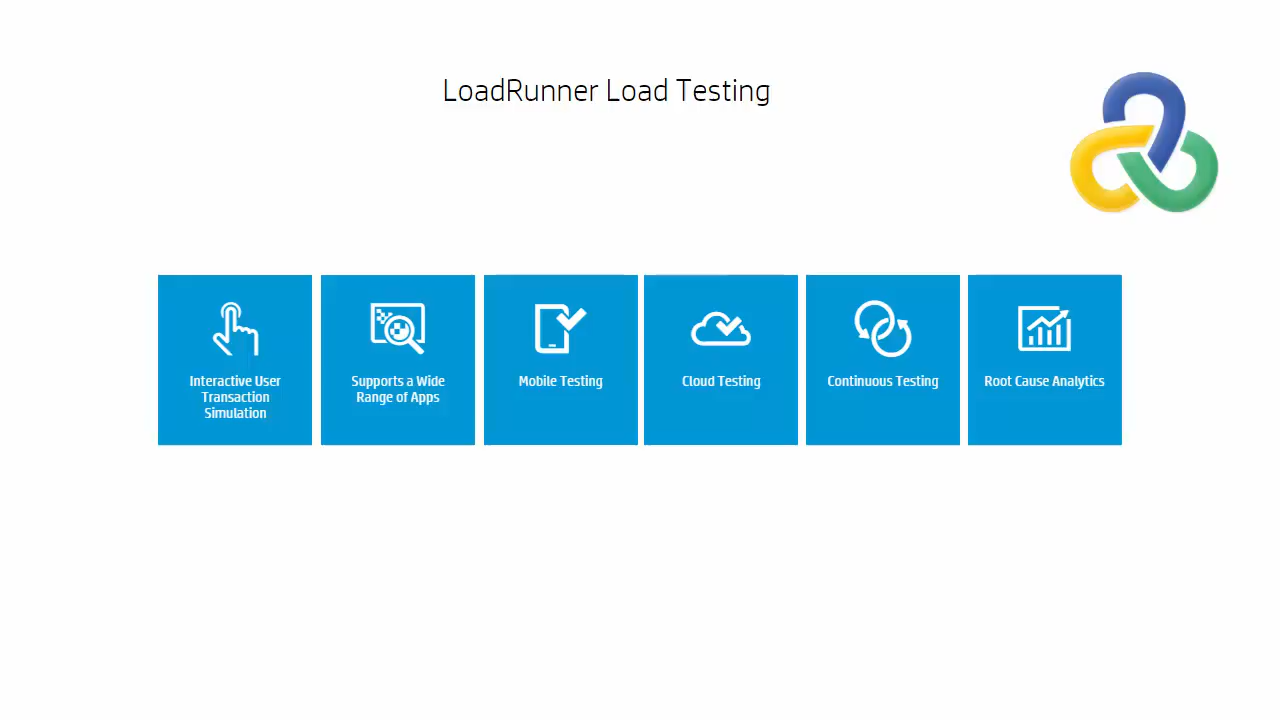 LoadRunner Load Testing
Interactive User
Transaction
Simulation
Supports a Wide
Range of Apps
Mobile Testing
Cloud Testing
Continuous Testing
Root Cause Analytics